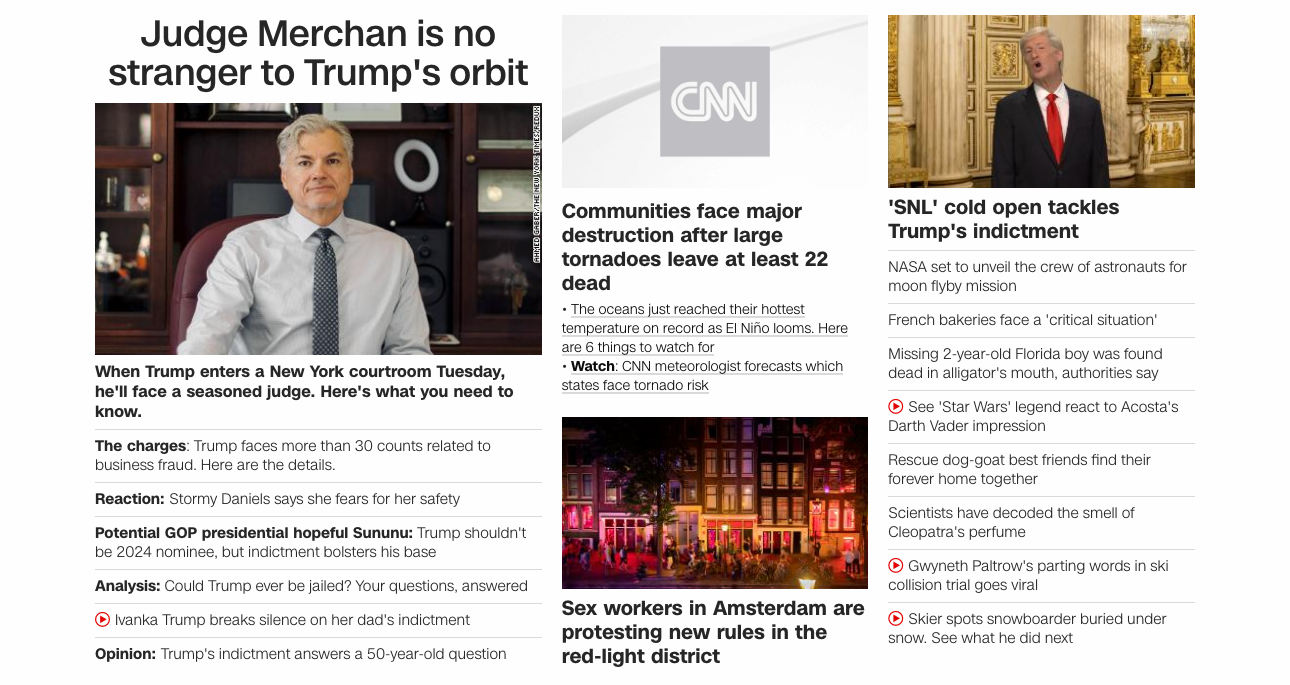 Judge Merchan is no
stranger to Trump's orbit
AHMED GABER/THE NEW YORK TIMES/REDUX
When Trump enters a New York courtroom Tuesday,
he'll face a seasoned judge. Here's what you need to
know.
The charges: Trump faces more than 30 counts related to
business fraud. Here are the details.
Reaction: Stormy Daniels says she fears for her safety
Potential GOP presidential hopeful Sununu: Trump shouldn't
be 2024 nominee, but indictment bolsters his base
Analysis: Could Trump ever be jailed? Your questions, answered
Ivanka Trump breaks silence on her dad's indictment
Opinion: Trump's indictment answers a 50-year-old question
CNN
Communities face major
destruction after large
tornadoes leave at least 22
dead
• The oceans just reached their hottest
temperature on record as El Niño looms. Here
are 6 things to watch for
• Watch: CNN meteorologist forecasts which
states face tornado risk
Sex workers in Amsterdam are
protesting new rules in the
red-light district
'SNL' cold open tackles
Trump's indictment
NASA set to unveil the crew of astronauts for
moon flyby mission
French bakeries face a 'critical situation'
Missing 2-year-old Florida boy was found
dead in alligator's mouth, authorities say
See 'Star Wars' legend react to Acosta's
Darth Vader impression
Rescue dog-goat best friends find their
forever home together
Scientists have decoded the smell of
Cleopatra's perfume
Gwyneth Paltrow's parting words in ski
collision trial goes viral
Skier spots snowboarder buried under
snow. See what he did next